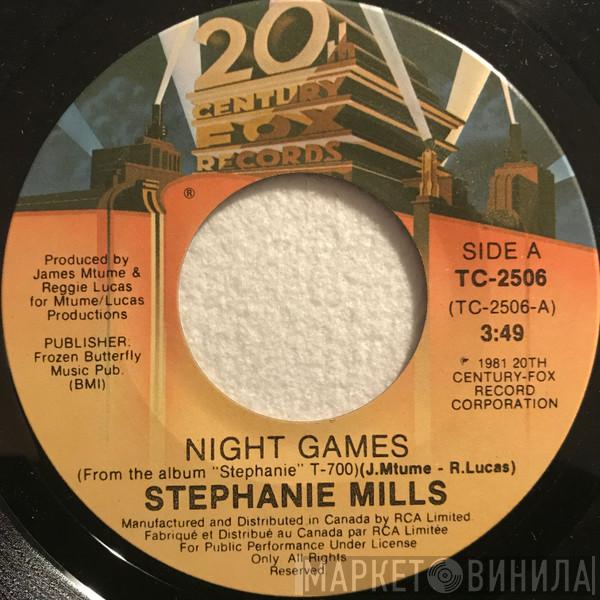 20th
CENTURY
FOX
RECORDS
®
Produced by
James Mtume &
Reggie Lucas
for Mtume/Lucas
Productions
PUBLISHER:
Frozen Butterfly
Music Pub.
(BMI)
SIDE A
TC-2506
(TC-2506-A)
3:49
℗ 1981 20TH
CENTURY-FOX
RECORD
CORPORATION
NIGHT GAMES
(From the album "Stephanie" T-700)(J.Mtume - R.Lucas)
STEPHANIE MILLS
Manufactured and Distributed in Canada by RCA Limited.
Fabriqué et Distribué au Canada par RCA Limitée
For Public Performance Under License
Only. All Rights
Reserved.
МАРКЕТ ВИНИЛА